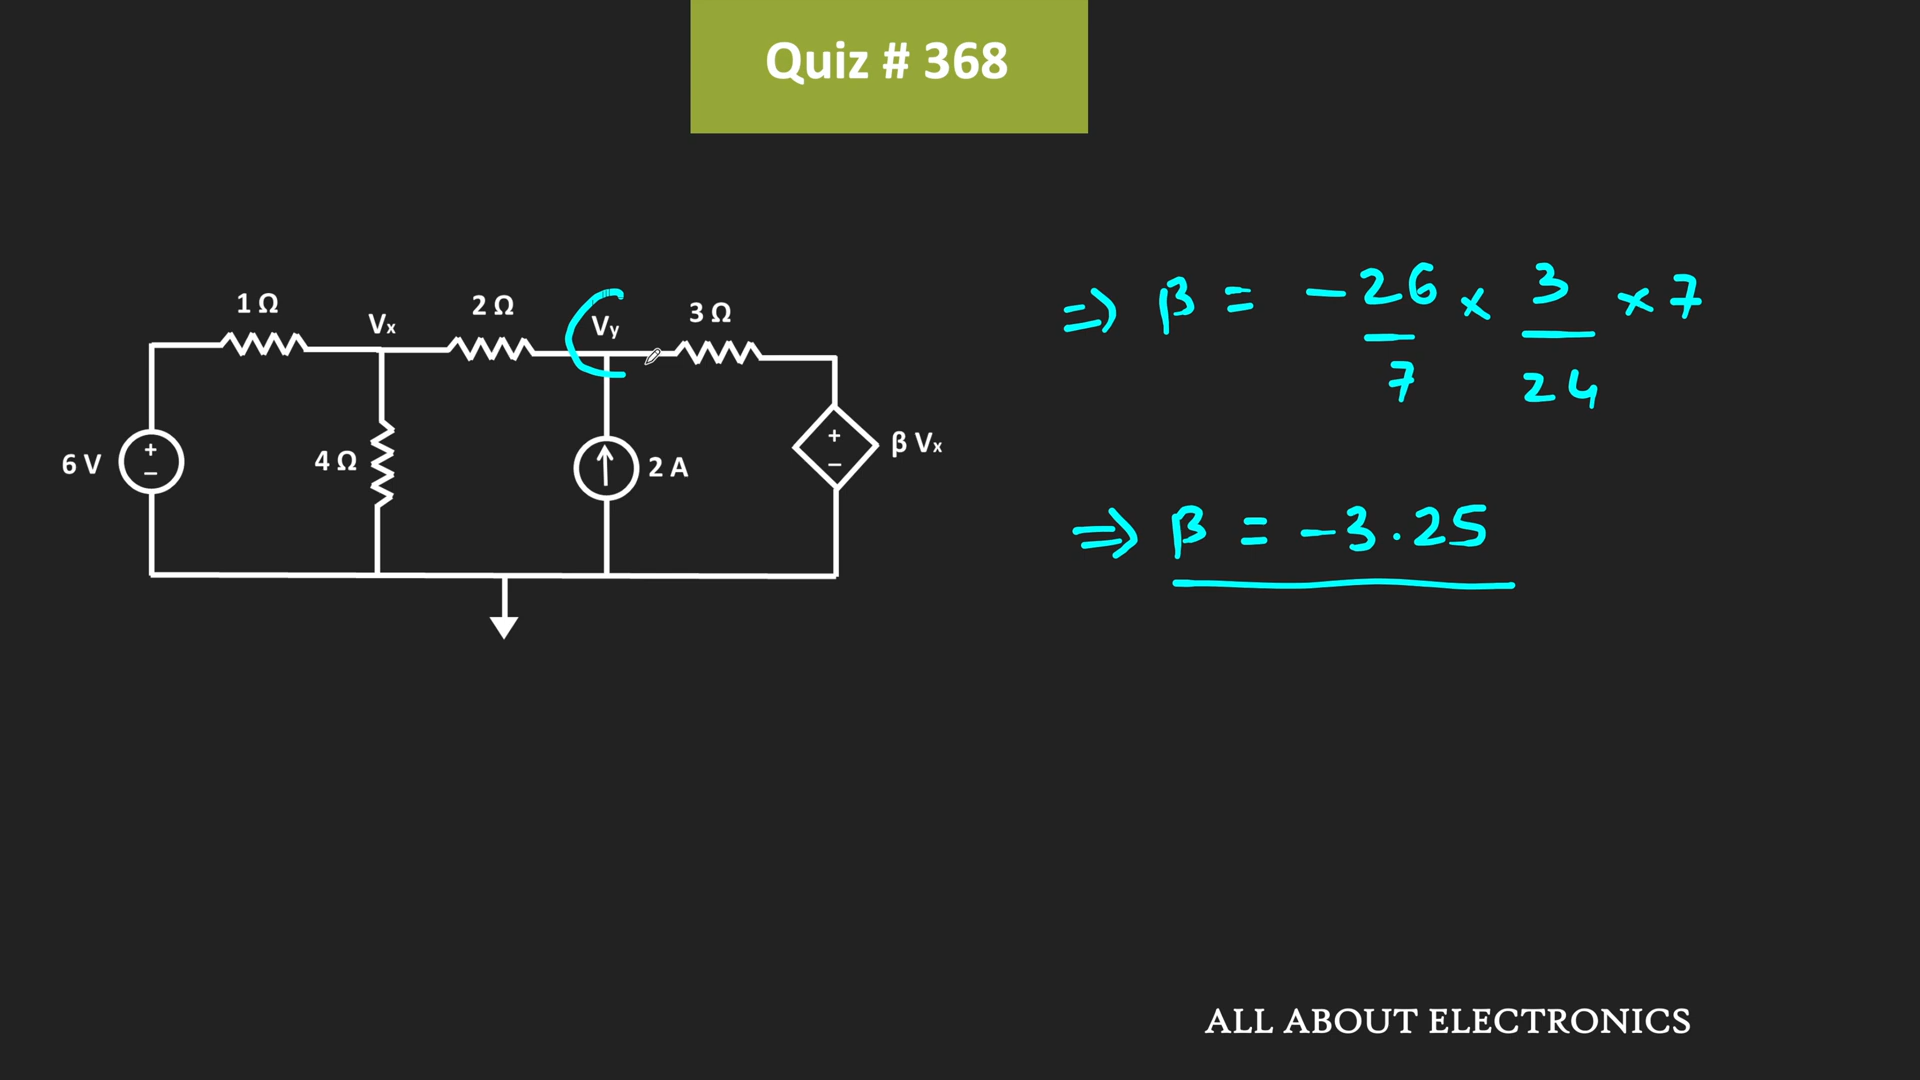 Quiz # 368
1 Ω
Vₓ
2 Ω
Vy
3 Ω
6 V
+
−
4 Ω
2 A
+
−
β Vₓ
⇒ β = −26/7 × 3/24 × 7
⇒ β = −3.25
ALL ABOUT ELECTRONICS